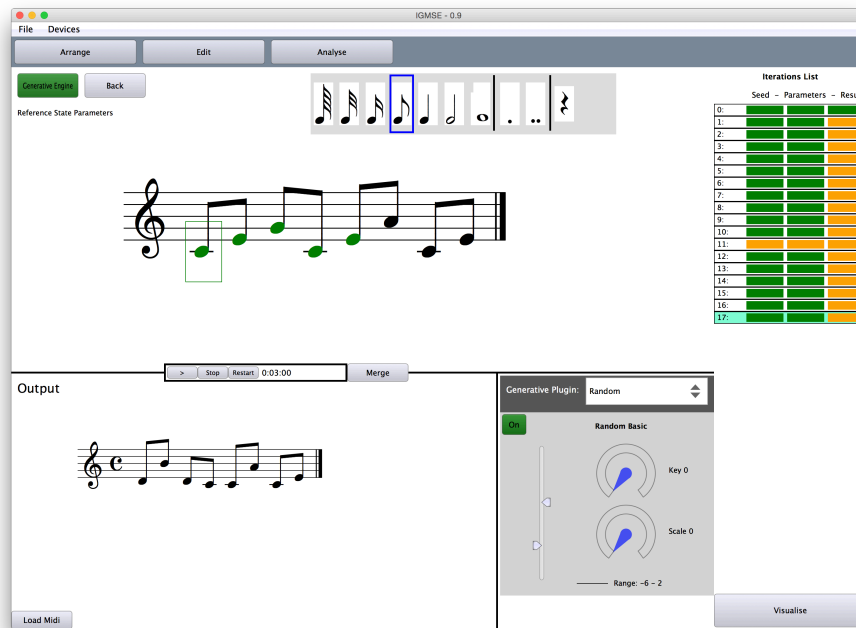 IGMSE - 0.9
File Devices
Arrange Edit Analyse
Generative Engine Back
Reference State Parameters
Iterations List
Seed - Parameters - Resu
0:
1:
2:
3:
4:
5:
6:
7:
8:
9:
10:
11:
12:
13:
14:
15:
16:
17:
> Stop Restart 0:03:00 Merge
Output
Generative Plugin: Random
On Random Basic
Key 0
Scale 0
Range: -6 - 2
Load Midi
Visualise